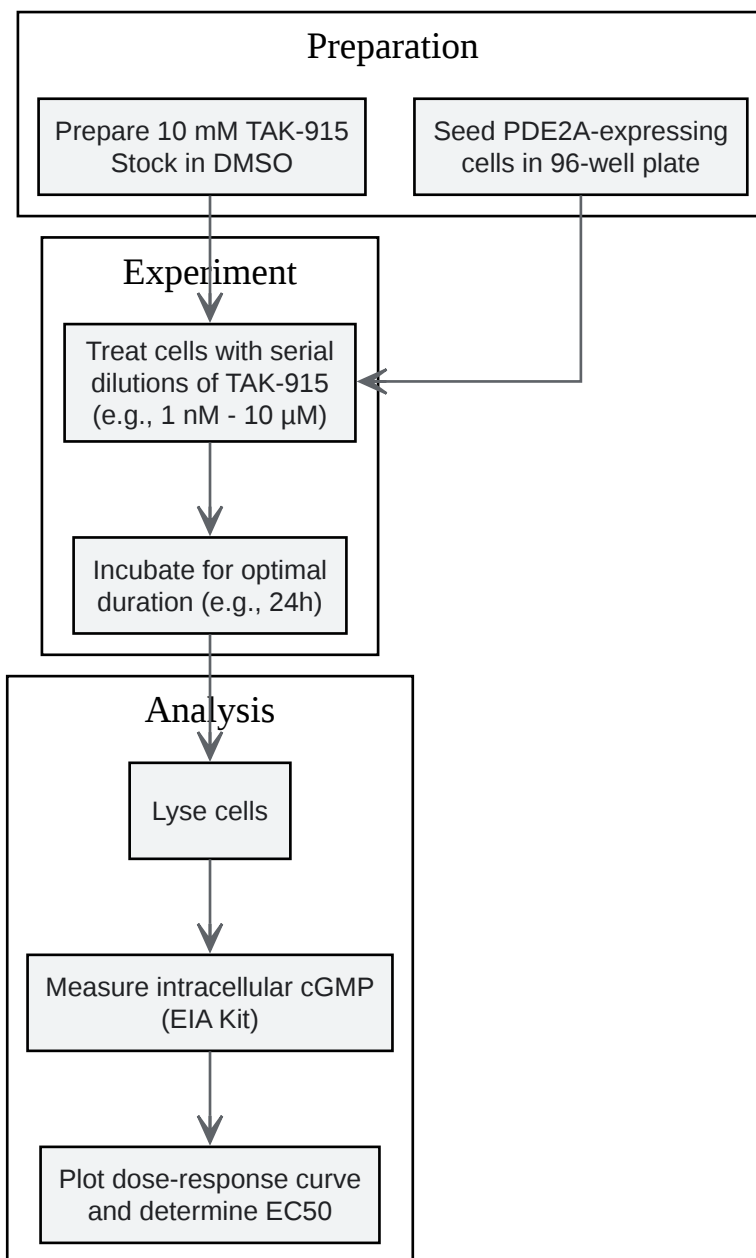 Preparation
Prepare 10 mM TAK-915
Stock in DMSO
Seed PDE2A-expressing
cells in 96-well plate
Experiment
Treat cells with serial
dilutions of TAK-915
(e.g., 1 nM - 10 µM)
Incubate for optimal
duration (e.g., 24h)
Analysis
Lyse cells
Measure intracellular cGMP
(EIA Kit)
Plot dose-response curve
and determine EC50